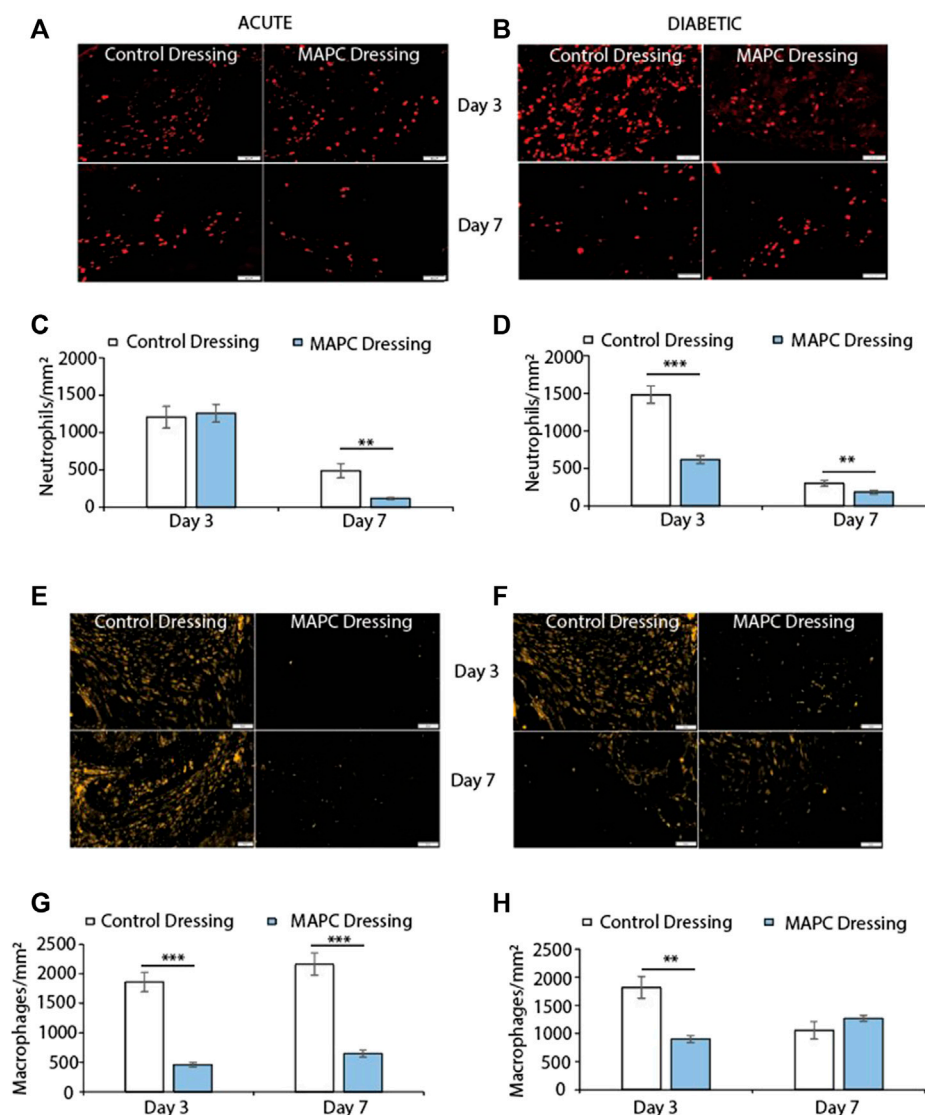 A ACUTE B DIABETIC
Control Dressing MAPC Dressing Control Dressing MAPC Dressing
Day 3
Day 7
C Control Dressing MAPC Dressing
Neutrophils/mm²
2000
1500
1000
500
0
**
Day 3 Day 7
D Control Dressing MAPC Dressing
Neutrophils/mm²
2000
1500
1000
500
0
***
**
Day 3 Day 7
E F
Control Dressing MAPC Dressing Control Dressing MAPC Dressing
Day 3
Day 7
G Control Dressing MAPC Dressing
Macrophages/mm²
2500
2000
1500
1000
500
0
***
***
Day 3 Day 7
H Control Dressing MAPC Dressing
Macrophages/mm²
2500
2000
1500
1000
500
0
**
Day 3 Day 7